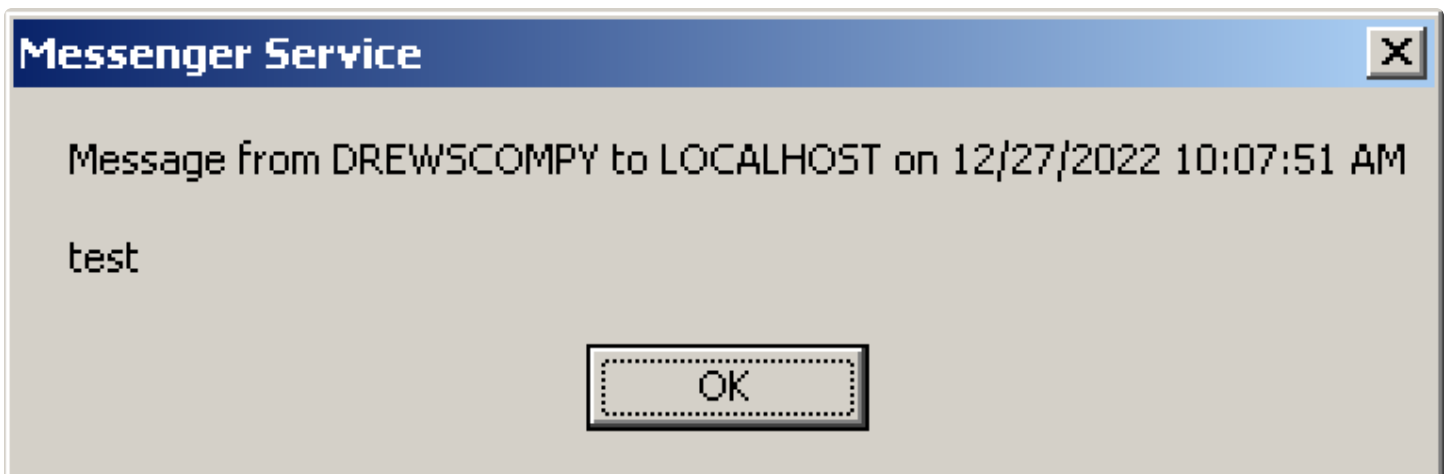 Messenger Service
Message from DREWSCOMPY to LOCALHOST on 12/27/2022 10:07:51 AM
test
OK